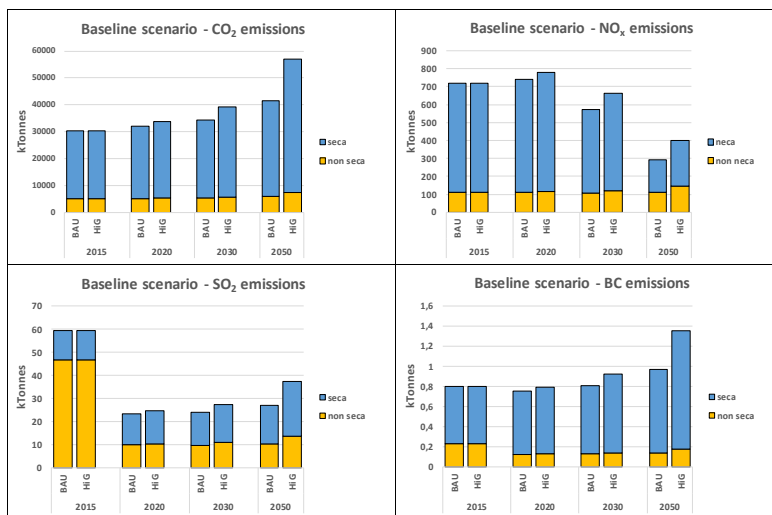 Baseline scenario - CO₂ emissions
kTonnes
60000
50000
40000
30000
20000
10000
0
BAU HiG BAU HiG BAU HiG BAU HiG
2015 2020 2030 2050
seca
non seca
Baseline scenario - NOₓ emissions
kTonnes
900
800
700
600
500
400
300
200
100
0
BAU HiG BAU HiG BAU HiG BAU HiG
2015 2020 2030 2050
neca
non neca
Baseline scenario - SO₂ emissions
kTonnes
70
60
50
40
30
20
10
0
BAU HiG BAU HiG BAU HiG BAU HiG
2015 2020 2030 2050
seca
non seca
Baseline scenario - BC emissions
kTonnes
1,6
1,4
1,2
1
0,8
0,6
0,4
0,2
0
BAU HiG BAU HiG BAU HiG BAU HiG
2015 2020 2030 2050
seca
non seca